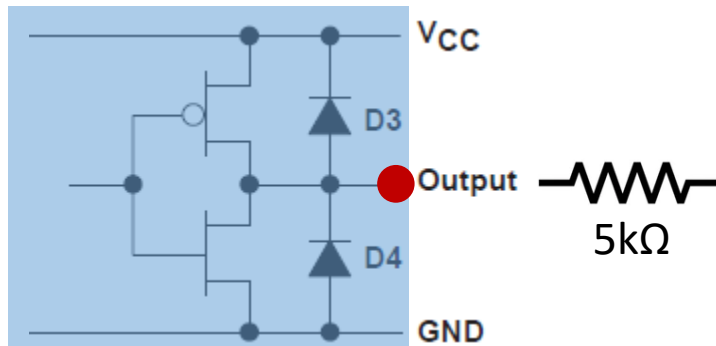 VCC
D3
Output
5kΩ
D4
GND